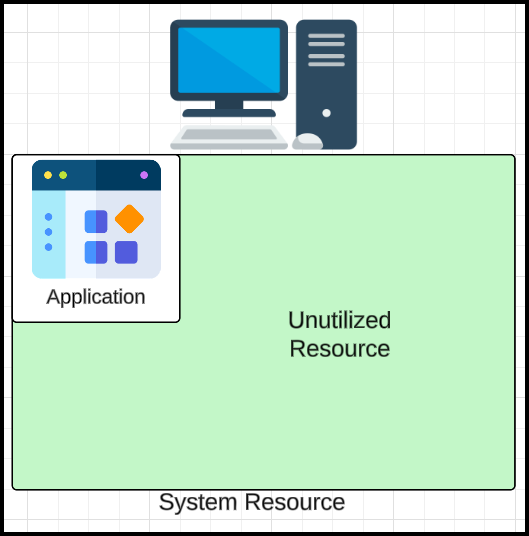 Application
Unutilized
Resource
System Resource